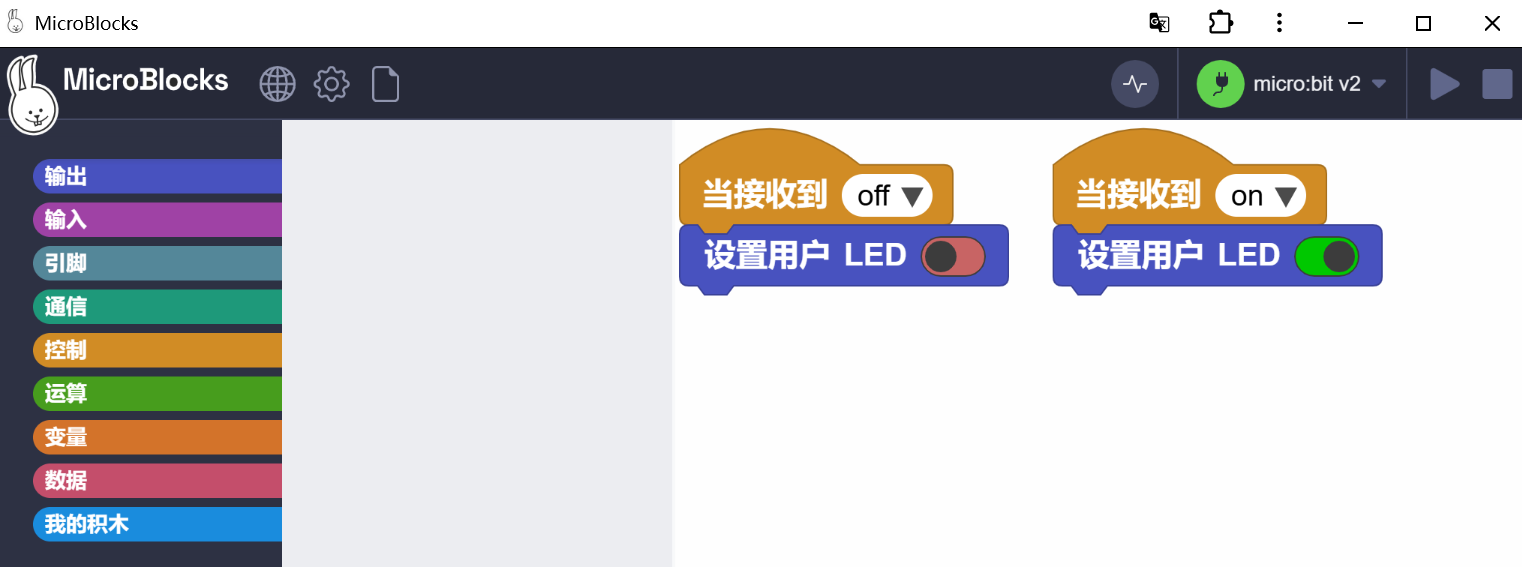 MicroBlocks
MicroBlocks
micro:bit v2
输出
输入
引脚
通信
控制
运算
变量
数据
我的积木
当接收到 off
设置用户 LED
当接收到 on
设置用户 LED